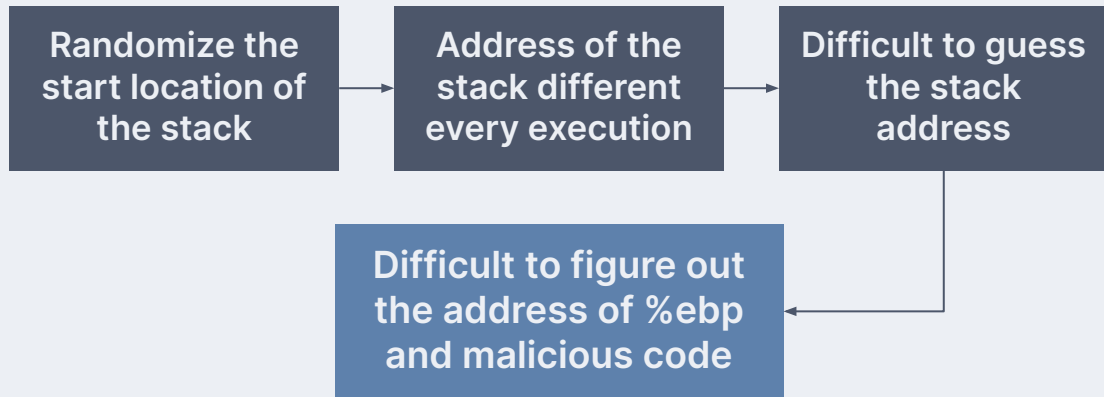 Randomize the
start location of
the stack
Address of the
stack different
every execution
Difficult to guess
the stack
address
Difficult to figure out
the address of %ebp
and malicious code